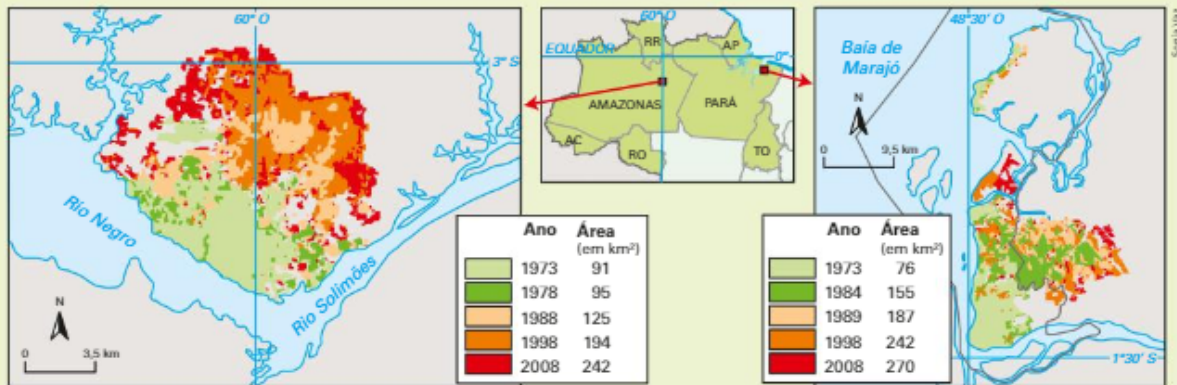 60° O
3° S
Rio Negro
Rio Solimões
N
0 3,5 km
Ano Área
(em km²)
1973 91
1978 95
1988 125
1998 194
2008 242
60° O
EQUADOR
0°
RR
AP
AMAZONAS
PARÁ
AC
RO
TO
48°30' O
Baía de
Marajó
N
0 9,5 km
1°30' S
Ano Área
(em km²)
1973 76
1984 155
1989 187
1998 242
2008 270